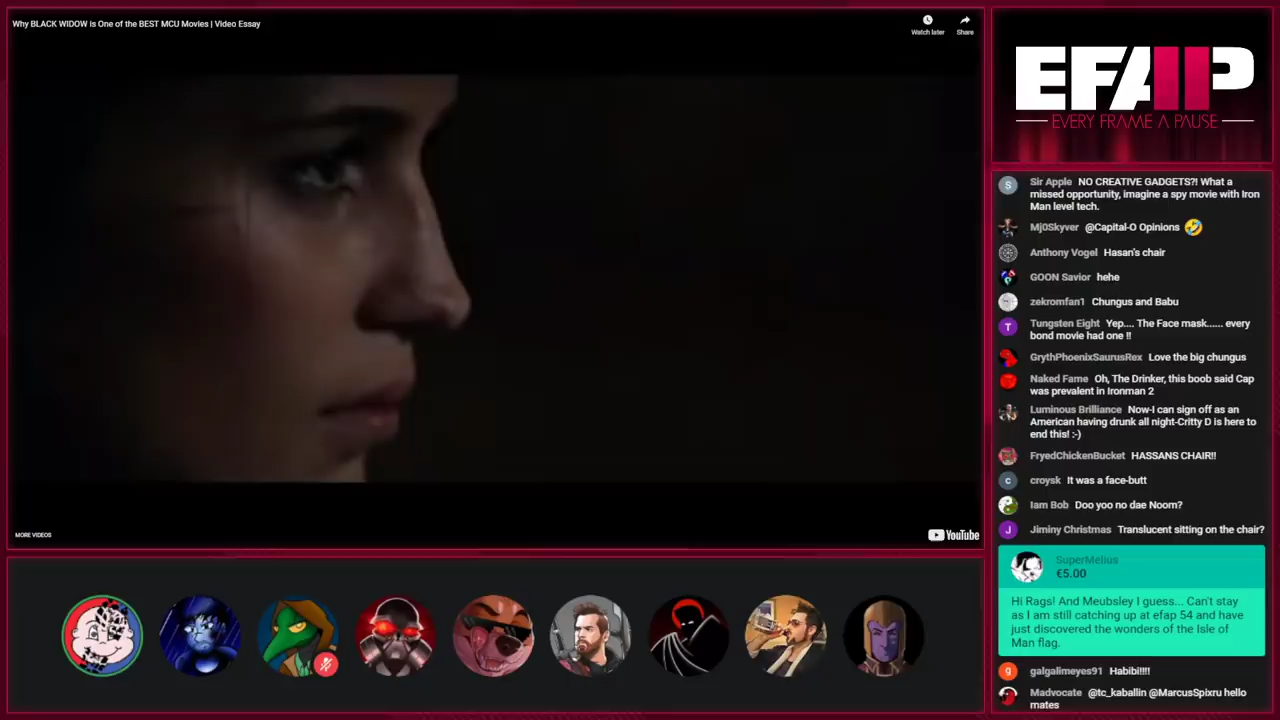 Why BLACK WIDOW is One of the BEST MCU Movies | Video Essay
Watch later
Share
MORE VIDEOS
YouTube
EFAP
EVERY FRAME A PAUSE
S
Sir Apple NO CREATIVE GADGETS?! What a
missed opportunity, imagine a spy movie with Iron
Man level tech.
Mj0Skyver @Capital-O Opinions 🤣
Anthony Vogel Hasan's chair
GOON Savior hehe
zekromfan1 Chungus and Babu
T
Tungsten Eight Yep.... The Face mask...... every
bond movie had one !!
GrythPhoenixSaurusRex Love the big chungus
Naked Fame Oh, The Drinker, this boob said Cap
was prevalent in Ironman 2
Luminous Brilliance Now-I can sign off as an
American having drunk all night-Critty D is here to
end this! :-)
FryedChickenBucket HASSANS CHAIR!!
c
croysk It was a face-butt
Iam Bob Doo yoo no dae Noom?
J
Jiminy Christmas Translucent sitting on the chair?
SuperMelius
€5.00
Hi Rags! And Meubsley I guess... Can't stay
as I am still catching up at efap 54 and have
just discovered the wonders of the Isle of
Man flag.
g
galgalimeyes91 Habibi!!!!
Madvocate @tc_kaballin @MarcusSpixru hello
mates